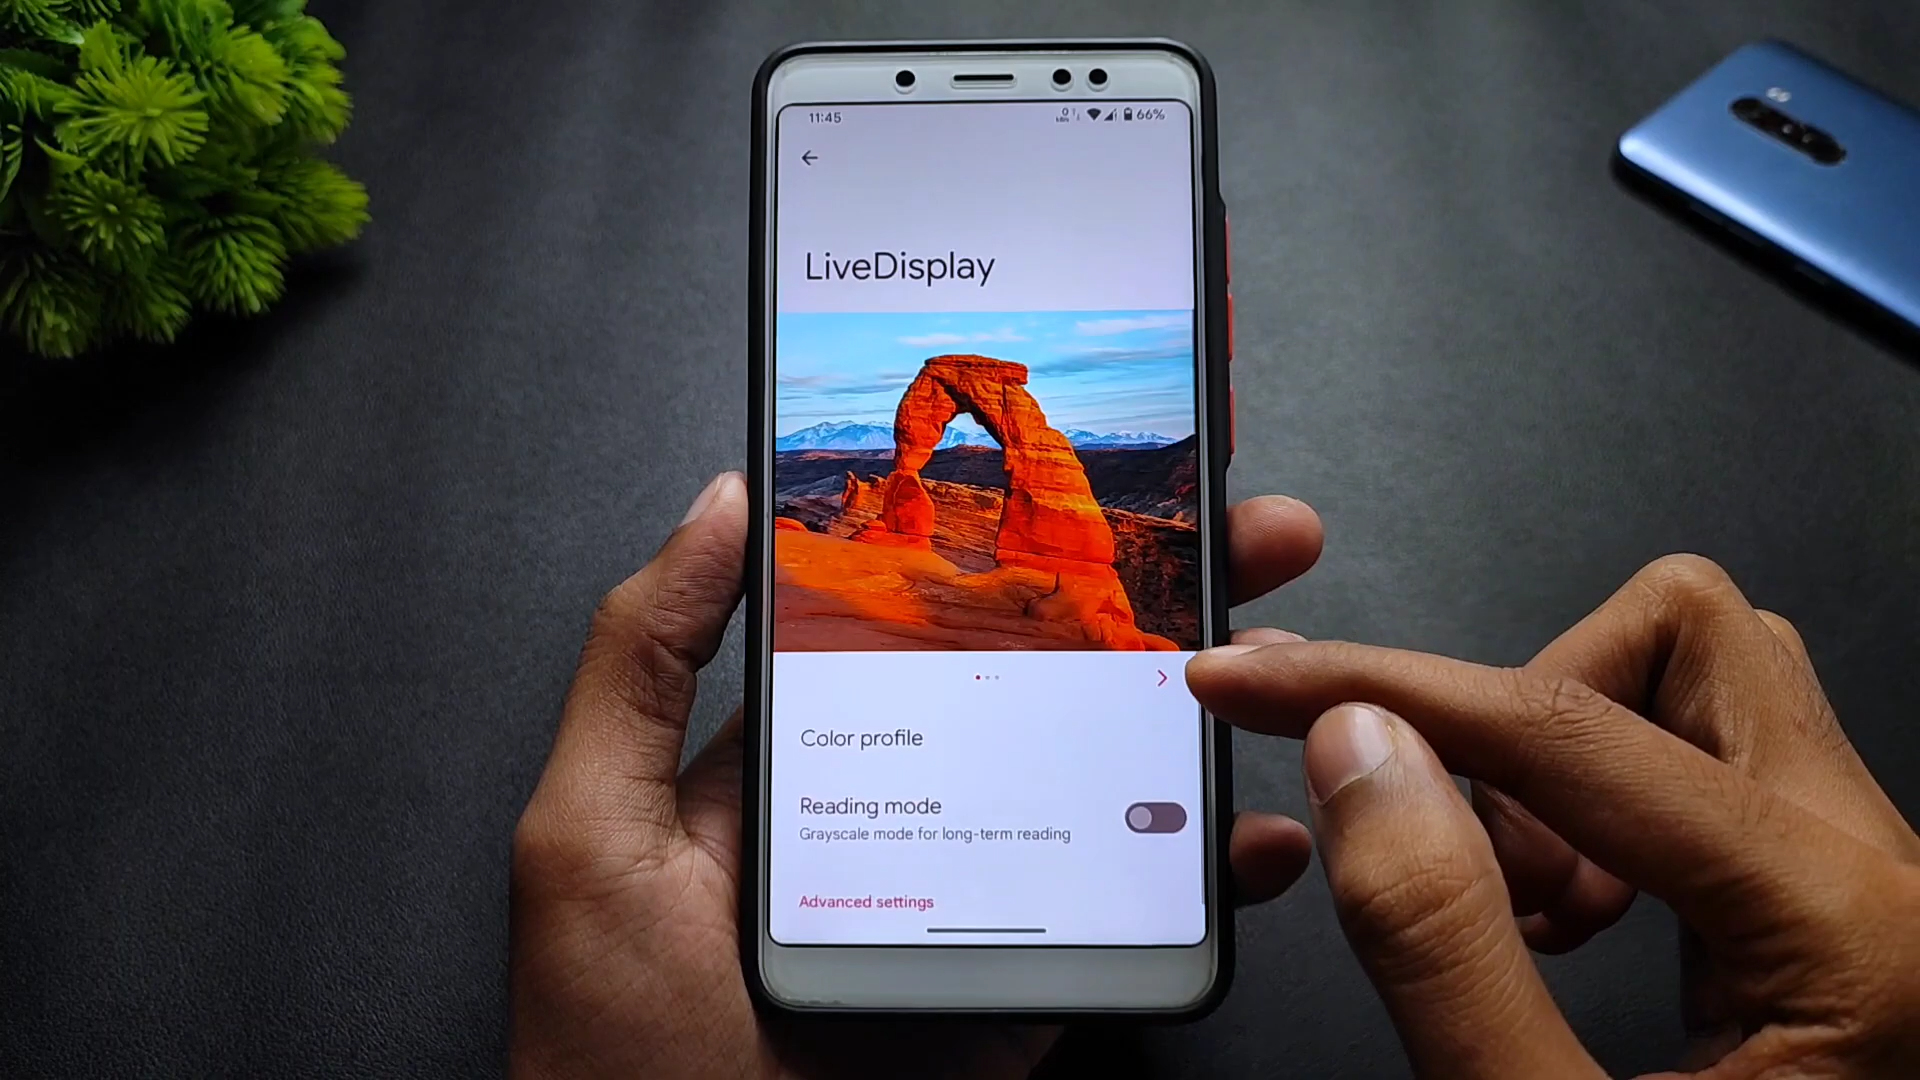 11:45
66%
LiveDisplay
Color profile
Reading mode
Grayscale mode for long-term reading
Advanced settings